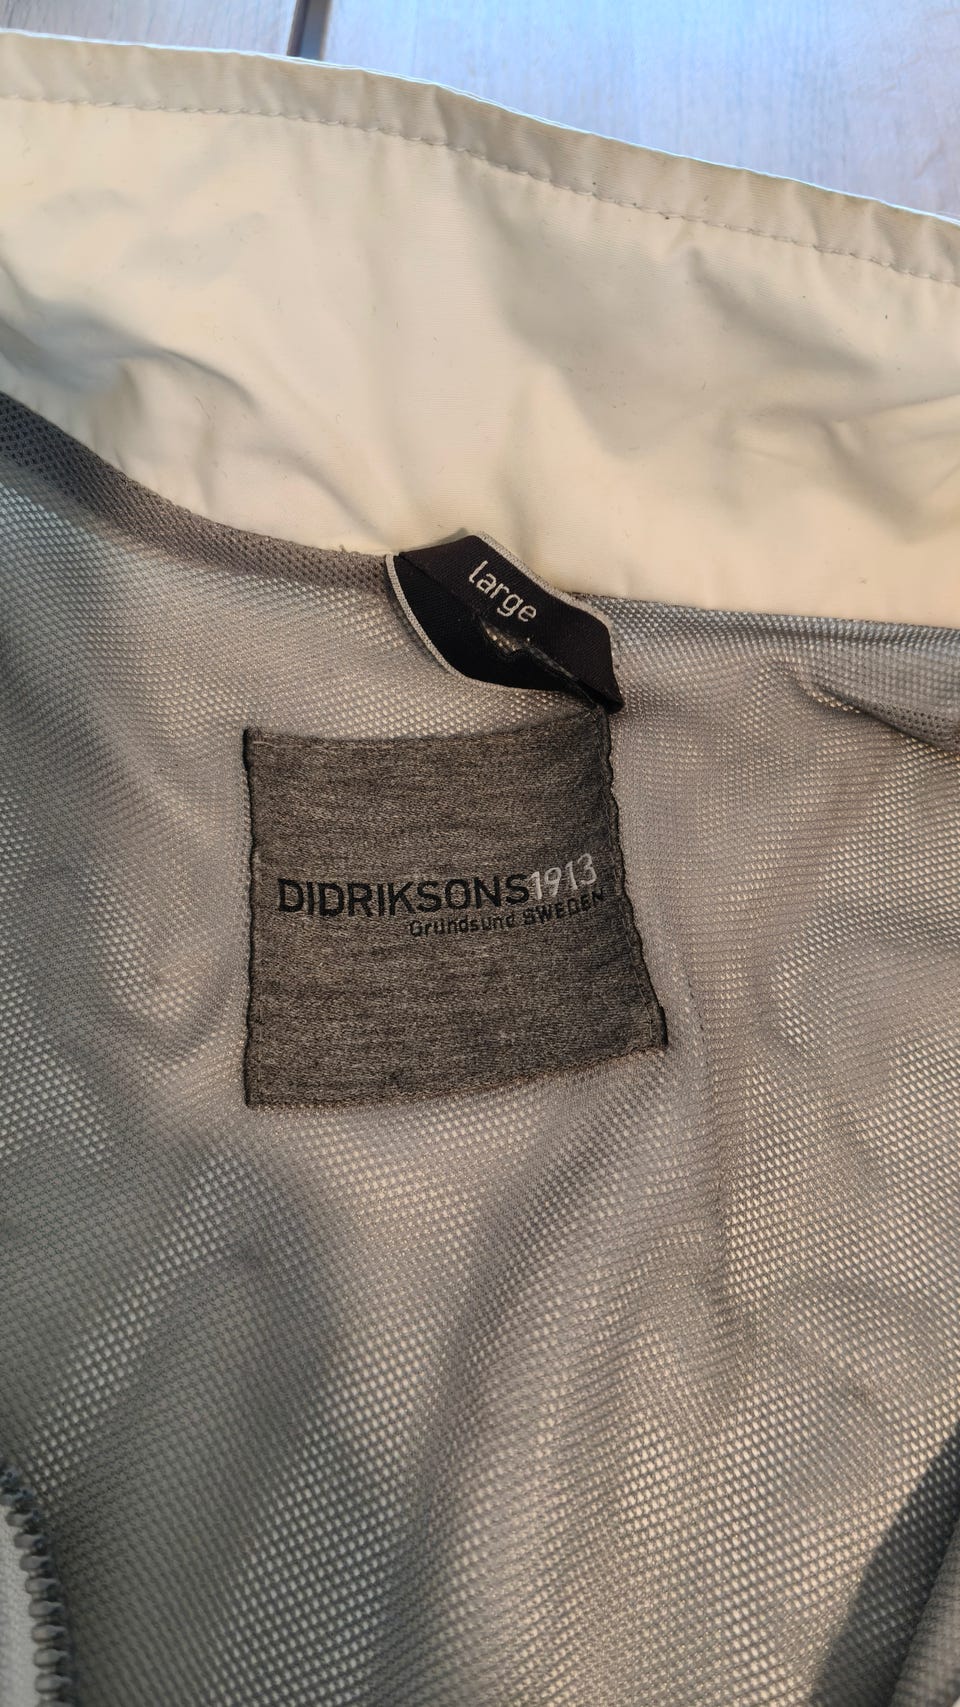 large
DIDRIKSONS1913
Grundsund SWEDEN